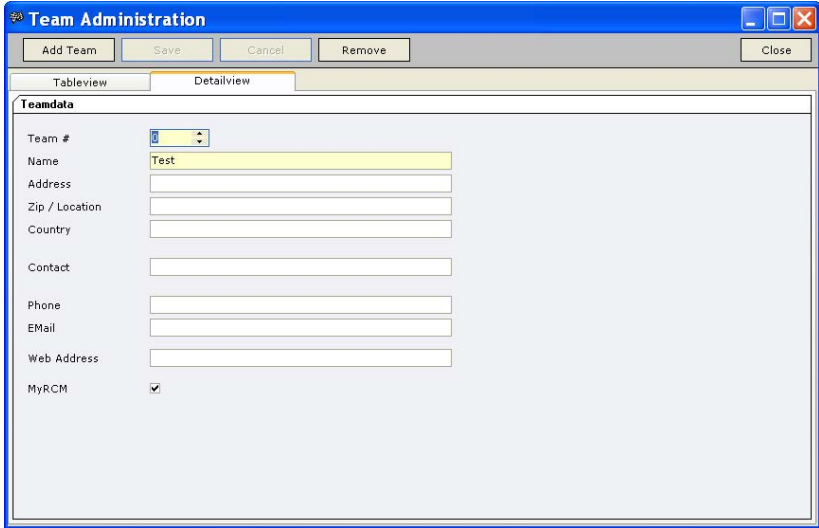 Team Administration
Add Team Save Cancel Remove Close
Tableview Detailview
Teamdata
Team # 0
Name Test
Address
Zip / Location
Country
Contact
Phone
EMail
Web Address
MyRCM